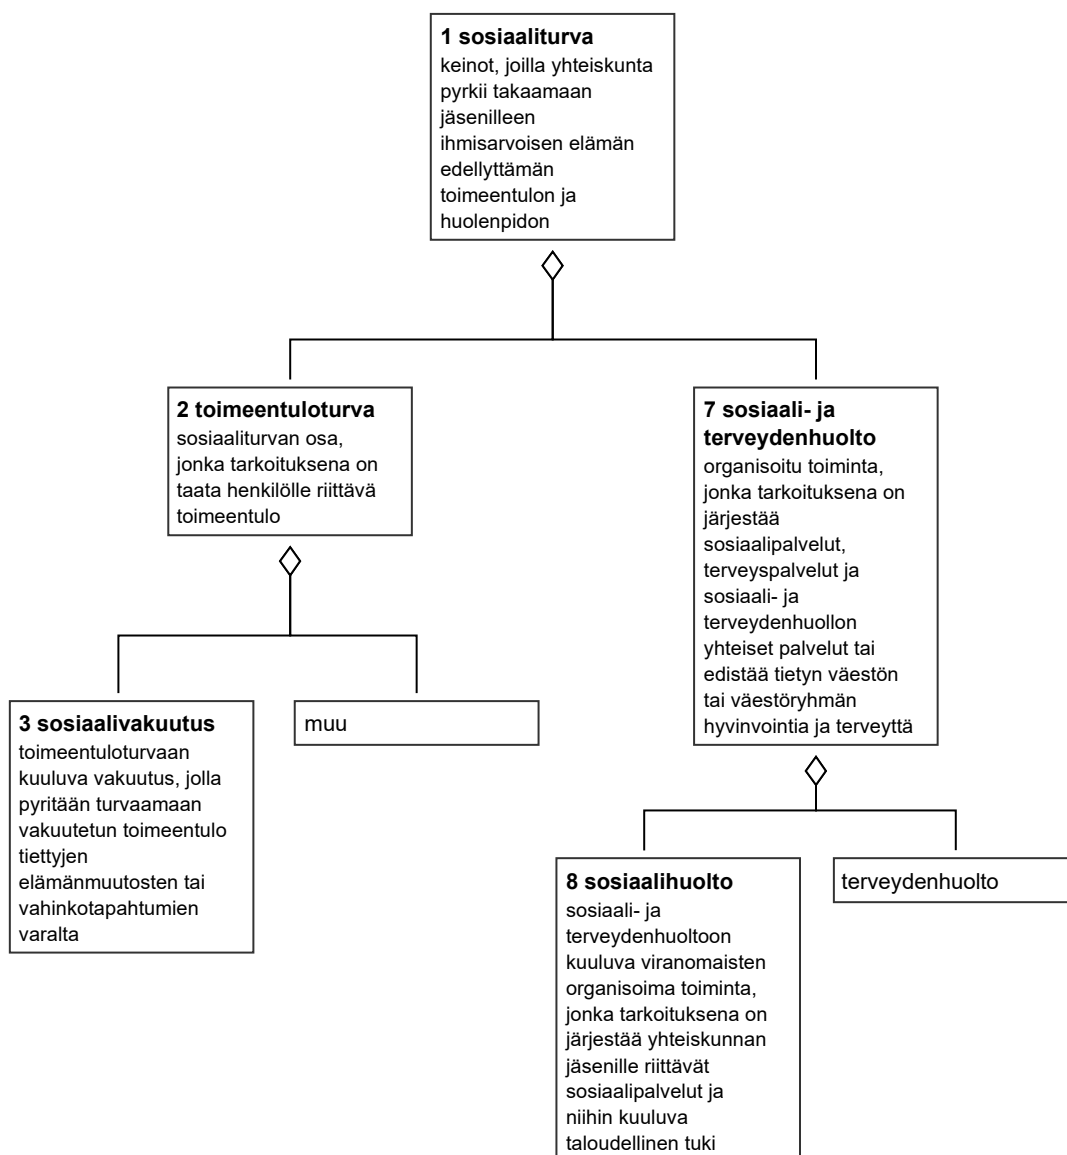 1 sosiaaliturva
keinot, joilla yhteiskunta
pyrkii takaamaan
jäsenilleen
ihmisarvoisen elämän
edellyttämän
toimeentulon ja
huolenpidon
2 toimeentuloturva
sosiaaliturvan osa,
jonka tarkoituksena on
taata henkilölle riittävä
toimeentulo
7 sosiaali- ja
terveydenhuolto
organisoitu toiminta,
jonka tarkoituksena on
järjestää
sosiaalipalvelut,
terveyspalvelut ja
sosiaali- ja
terveydenhuollon
yhteiset palvelut tai
edistää tietyn väestön
tai väestöryhmän
hyvinvointia ja terveyttä
3 sosiaalivakuutus
toimeentuloturvaan
kuuluva vakuutus, jolla
pyritään turvaamaan
vakuutetun toimeentulo
tiettyjen
elämänmuutosten tai
vahinkotapahtumien
varalta
muu
8 sosiaalihuolto
sosiaali- ja
terveydenhuoltoon
kuuluva viranomaisten
organisoima toiminta,
jonka tarkoituksena on
järjestää yhteiskunnan
jäsenille riittävät
sosiaalipalvelut ja
niihin kuuluva
taloudellinen tuki
terveydenhuolto